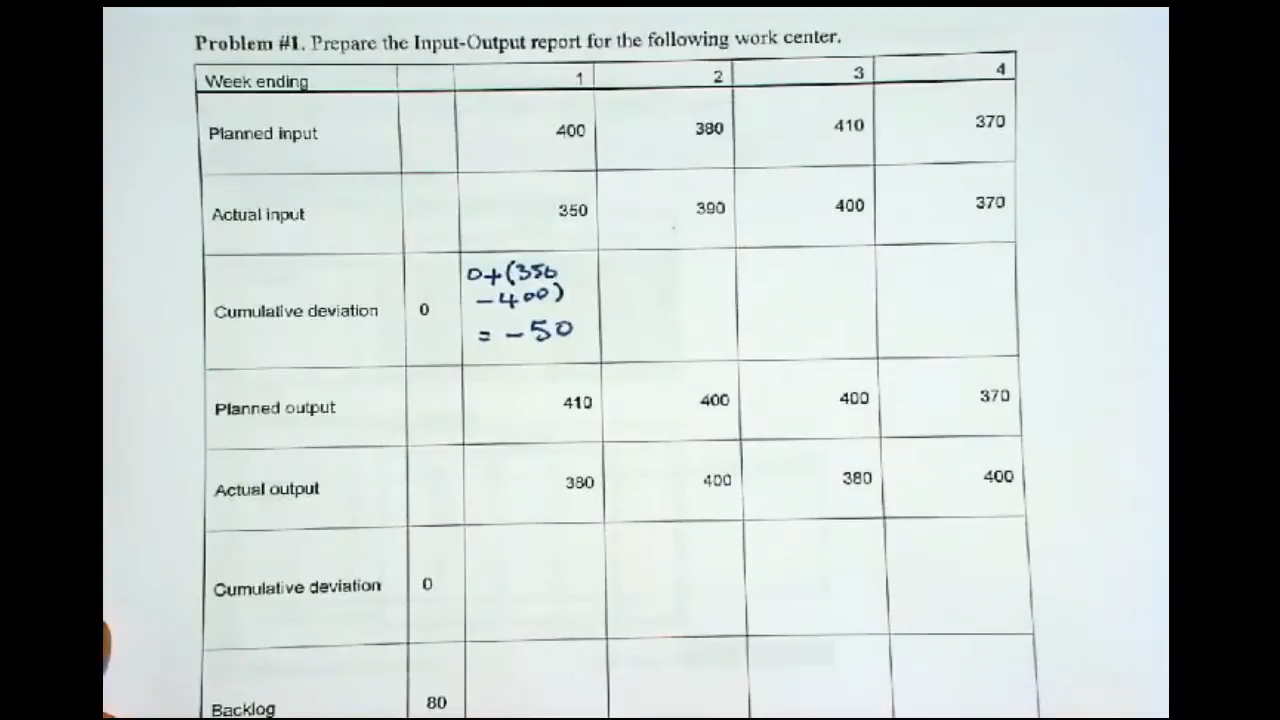 Problem #1. Prepare the Input-Output report for the following work center.
Week ending 1 2 3 4
Planned input 400 380 410 370
Actual input 350 390 400 370
0+(350
-400)
Cumulative deviation 0
= -50
Planned output 410 400 400 370
Actual output 380 400 380 400
Cumulative deviation 0
Backlog 80